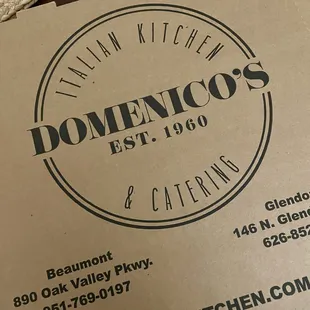 ITALIAN KITCHEN
DOMENICO'S
EST. 1960
& CATERING
Beaumont
890 Oak Valley Pkwy.
951-769-0197
Glendo
146 N. Glen
626-852
TCHEN.COM